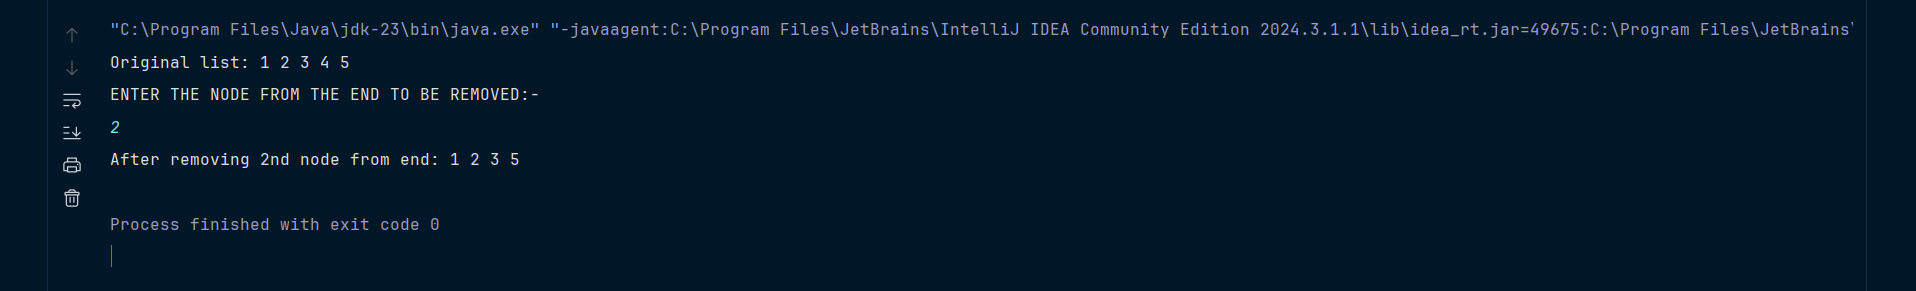 "C:\Program Files\Java\jdk-23\bin\java.exe" "-javaagent:C:\Program Files\JetBrains\IntelliJ IDEA Community Edition 2024.3.1.1\lib\idea_rt.jar=49675:C:\Program Files\JetBrains\
Original list: 1 2 3 4 5
ENTER THE NODE FROM THE END TO BE REMOVED:-
2
After removing 2nd node from end: 1 2 3 5
Process finished with exit code 0